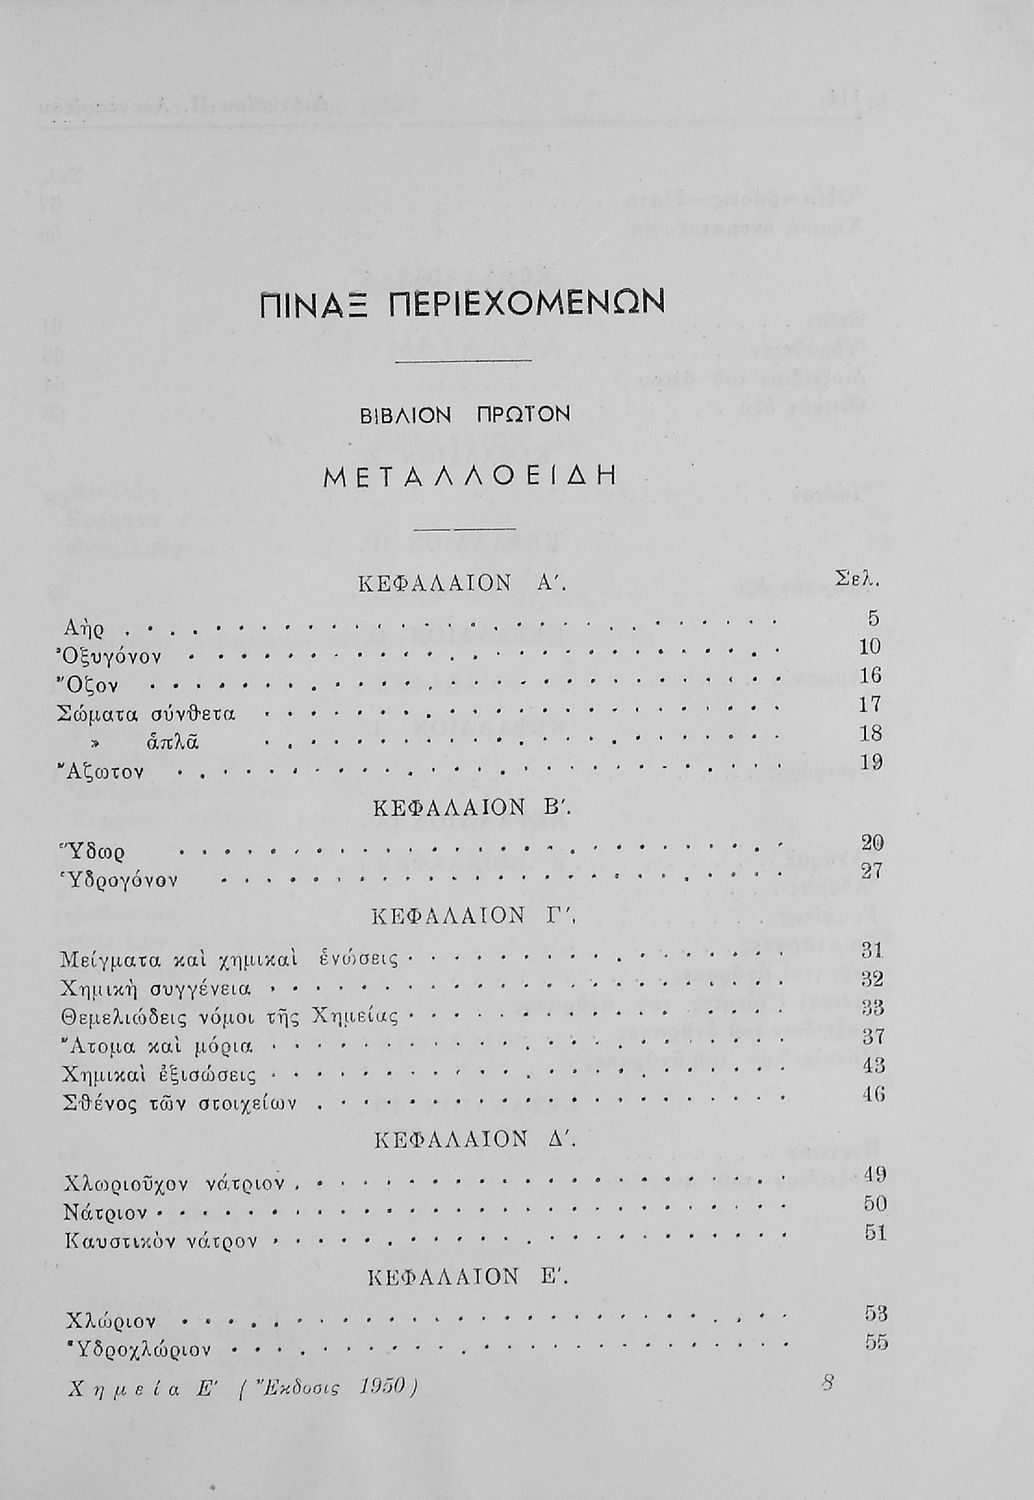 ΠΙΝΑΞ ΠΕΡΙΕΧΟΜΕΝΩΝ
ΒΙΒΛΙΟΝ ΠΡΩΤΟΝ
ΜΕΤΑΛΛΟΕΙΔΗ
ΚΕΦΑΛΑΙΟΝ Α'. Σελ.
Αὴρ 5
Ὀξυγόνον 10
Ὄζον 16
Σώματα σύνθετα 17
» ἁπλᾶ 18
Ἄζωτον 19
ΚΕΦΑΛΑΙΟΝ Β'.
Ὕδωρ 20
Ὑδρογόνον 27
ΚΕΦΑΛΑΙΟΝ Γ',
Μείγματα καὶ χημικαὶ ἑνώσεις 31
Χημικὴ συγγένεια 32
Θεμελιώδεις νόμοι τῆς Χημείας 33
Ἄτομα καὶ μόρια 37
Χημικαὶ ἐξισώσεις 43
Σθένος τῶν στοιχείων 46
ΚΕΦΑΛΑΙΟΝ Δ'.
Χλωριοῦχον νάτριον 49
Νάτριον 50
Καυστικὸν νάτρον 51
ΚΕΦΑΛΑΙΟΝ Ε'.
Χλώριον 53
Ὑδροχλώριον 55
Χημεία Ε' (Ἔκδοσις 1950) 8